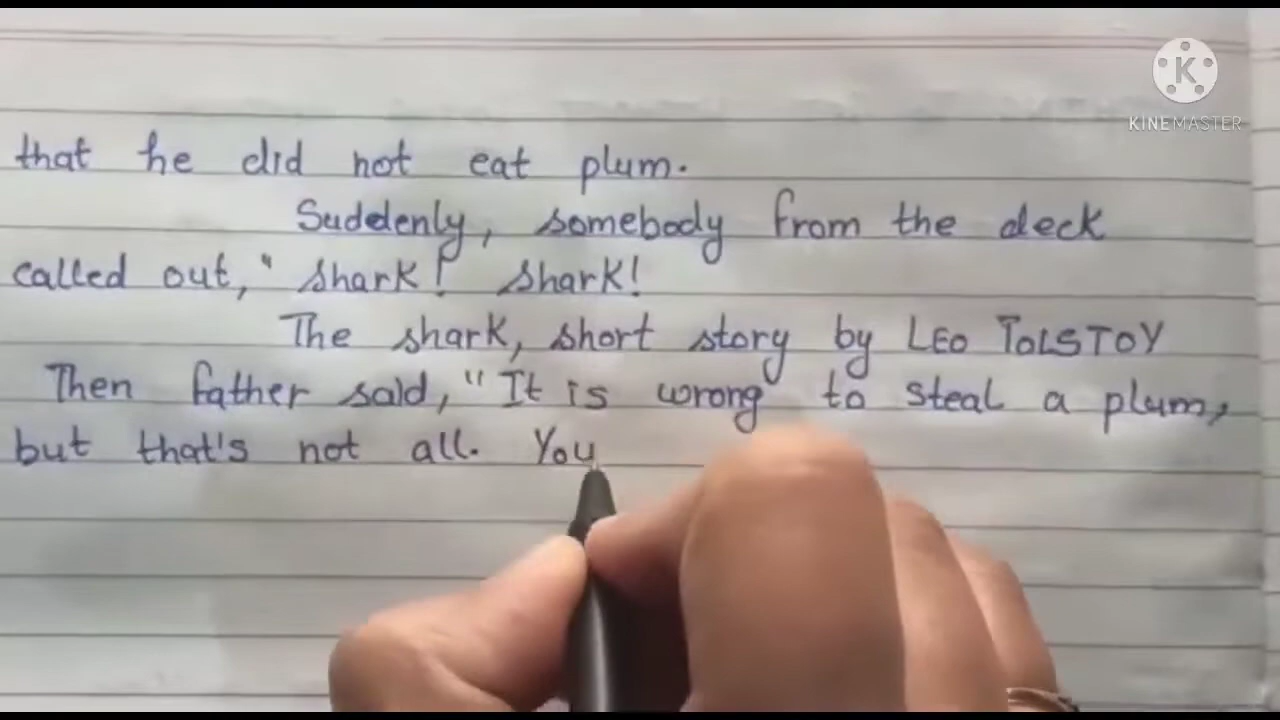 K
KINEMASTER
that he did not eat plum.
Suddenly, somebody from the deck
called out, " shark! shark!
The shark, short story by LEO TOLSTOY
Then father said, "It is wrong to steal a plum,
but that's not all. You